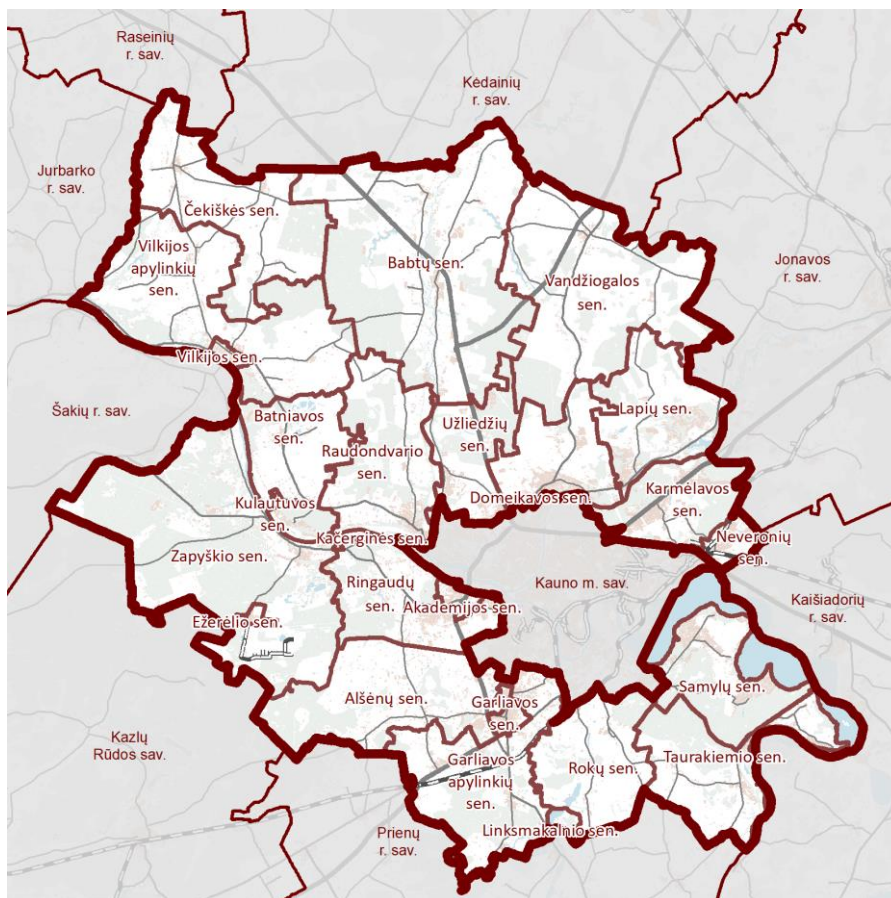 Raseinių
r. sav.
Kėdainių
r. sav.
Jurbarko
r. sav.
Čekiškės sen.
Vilkijos
apylinkių
sen.
Babtų sen.
Vandžiogalos
sen.
Jonavos
r. sav.
Vilkijos sen.
Šakių r. sav.
Batniavos
sen.
Raudondvario
sen.
Užliedžių
sen.
Lapių sen.
Kulautuvos
sen.
Domeikavos sen.
Karmėlavos
sen.
Kačerginės sen.
Neveronių
sen.
Zapyškio sen.
Ringaudų
sen.
Akademijos sen.
Kauno m. sav.
Kaišiadorių
r. sav.
Ežerėlio sen.
Alšėnų sen.
Garliavos
sen.
Samylų sen.
Kazlų
Rūdos sav.
Garliavos
apylinkių
sen.
Rokų sen.
Taurakiemio sen.
Prienų
r. sav.
Linksmakalnio sen.